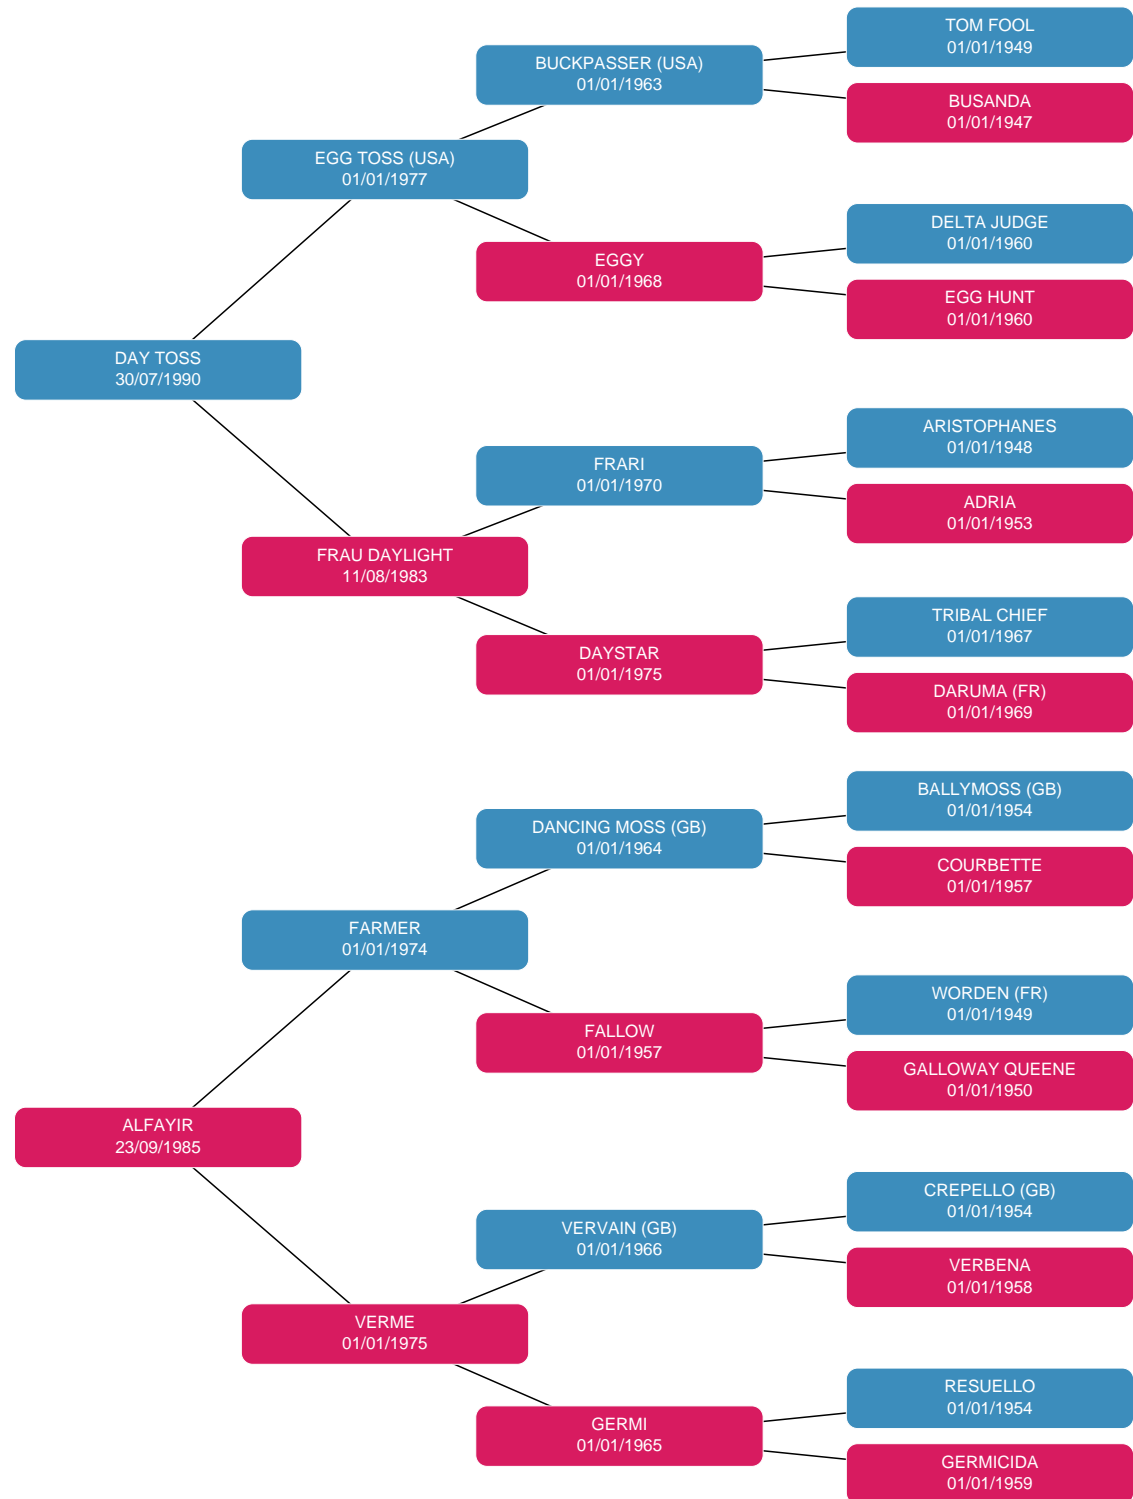 TOM FOOL
01/01/1949
BUCKPASSER (USA)
01/01/1963
BUSANDA
01/01/1947
EGG TOSS (USA)
01/01/1977
DELTA JUDGE
01/01/1960
EGGY
01/01/1968
EGG HUNT
01/01/1960
DAY TOSS
30/07/1990
ARISTOPHANES
01/01/1948
FRARI
01/01/1970
ADRIA
01/01/1953
FRAU DAYLIGHT
11/08/1983
TRIBAL CHIEF
01/01/1967
DAYSTAR
01/01/1975
DARUMA (FR)
01/01/1969
BALLYMOSS (GB)
01/01/1954
DANCING MOSS (GB)
01/01/1964
COURBETTE
01/01/1957
FARMER
01/01/1974
WORDEN (FR)
01/01/1949
FALLOW
01/01/1957
GALLOWAY QUEENE
01/01/1950
ALFAYIR
23/09/1985
CREPELLO (GB)
01/01/1954
VERVAIN (GB)
01/01/1966
VERBENA
01/01/1958
VERME
01/01/1975
RESUELLO
01/01/1954
GERMI
01/01/1965
GERMICIDA
01/01/1959